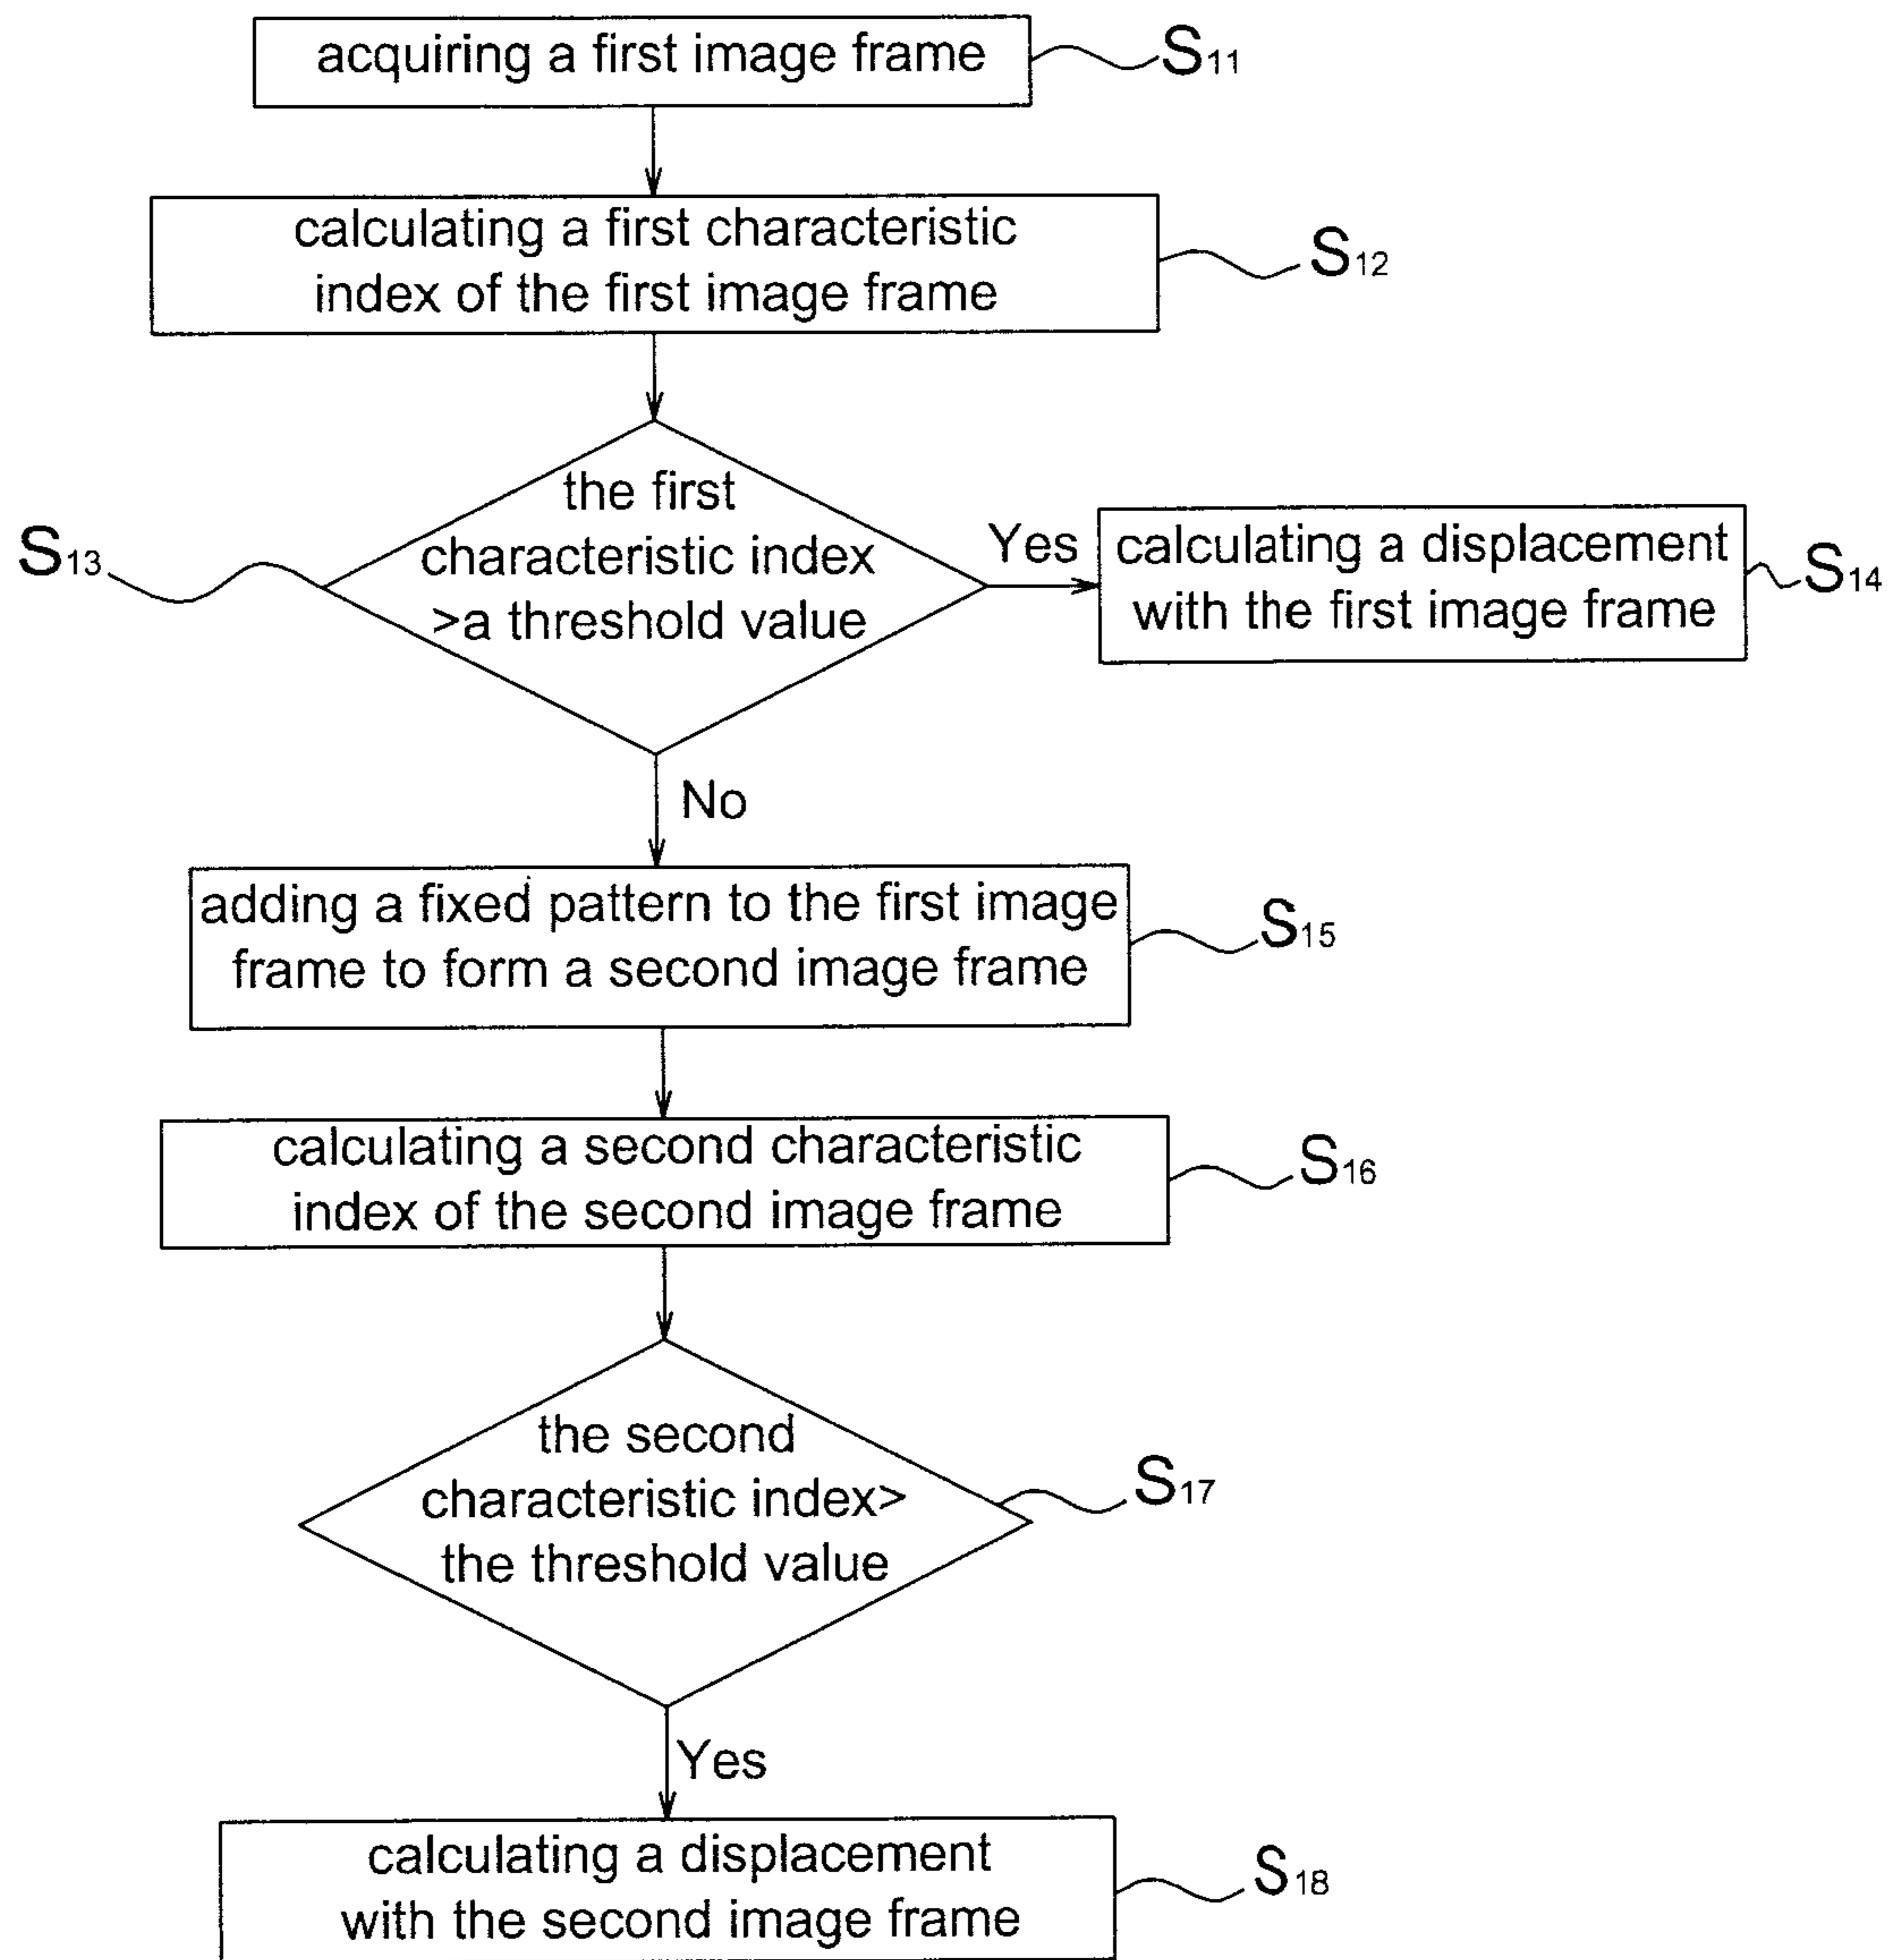 acquiring a first image frame
S11
calculating a first characteristic
index of the first image frame
S12
the first
characteristic index
>a threshold value
S13
Yes
calculating a displacement
with the first image frame
S14
No
adding a fixed pattern to the first image
frame to form a second image frame
S15
calculating a second characteristic
index of the second image frame
S16
the second
characteristic index>
the threshold value
S17
Yes
calculating a displacement
with the second image frame
S18